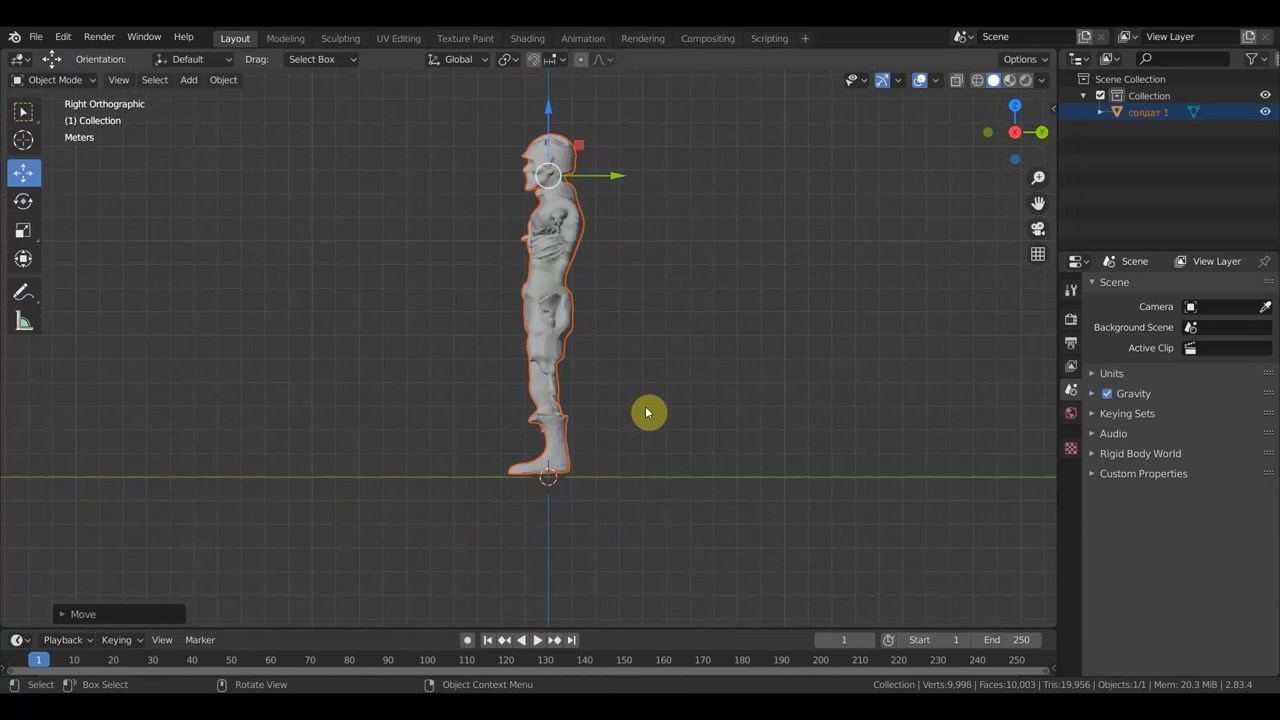 File Edit Render Window Help Layout Modeling Sculpting UV Editing Texture Paint Shading Animation Rendering Compositing Scripting + Scene View Layer
Orientation: Default Drag: Select Box Global Options
Object Mode View Select Add Object
Right Orthographic
(1) Collection
Meters
Z
X
Y
Scene Collection
Collection
солдат 1
Scene View Layer
Scene
Camera
Background Scene
Active Clip
Units
Gravity
Keying Sets
Audio
Rigid Body World
Custom Properties
Move
Playback Keying View Marker 1 Start 1 End 250
1 10 20 30 40 50 60 70 80 90 100 110 120 130 140 150 160 170 180 190 200 210 220 230 240 250
Select Box Select Rotate View Object Context Menu Collection | Verts:9,998 | Faces:10,003 | Tris:19,956 | Objects:1/1 | Mem: 20.3 MiB | 2.83.4